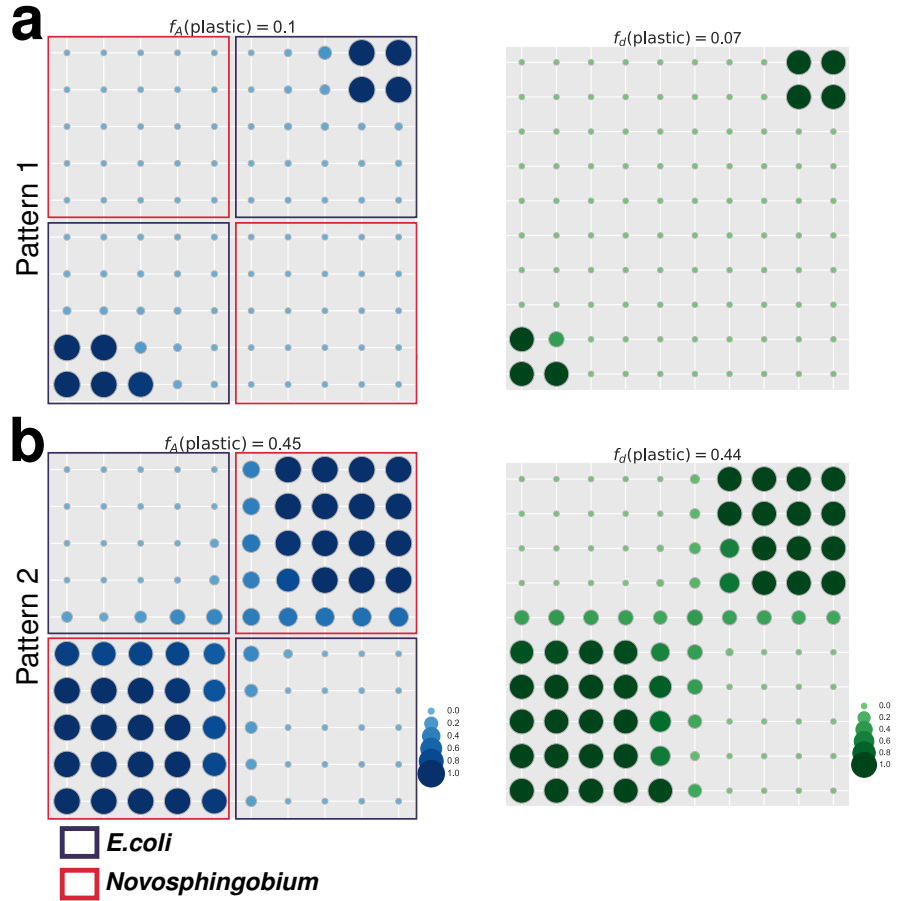 a
f_A(plastic) = 0.1
f_d(plastic) = 0.07
Pattern 1
b
f_A(plastic) = 0.45
f_d(plastic) = 0.44
Pattern 2
0.0
0.2
0.4
0.6
0.8
1.0
0.0
0.2
0.4
0.6
0.8
1.0
E.coli
Novosphingobium